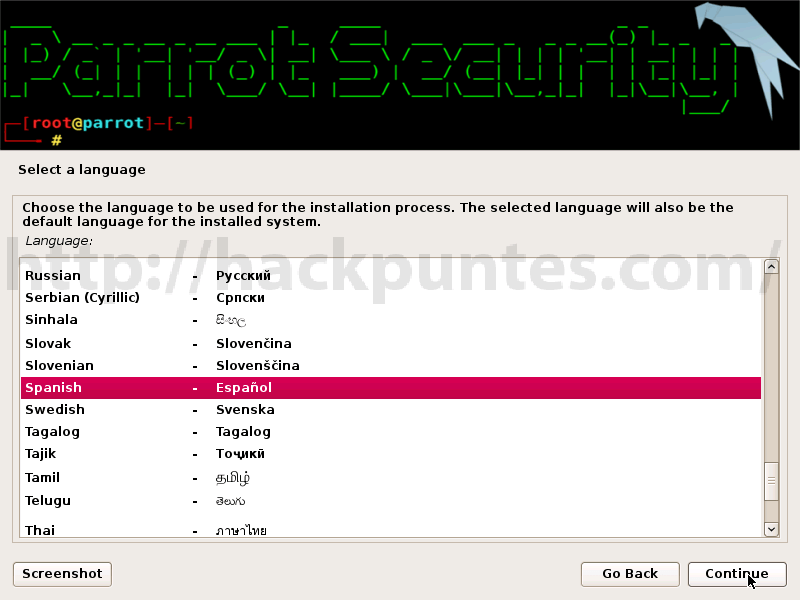 Parrot Security
┌─[root@parrot]─[~]
└──╼ #
Select a language
Choose the language to be used for the installation process. The selected language will also be the
default language for the installed system.
Language:
http://hackpuntes.com/
Russian - Русский
Serbian (Cyrillic) - Српски
Sinhala - සිංහල
Slovak - Slovenčina
Slovenian - Slovenščina
Spanish - Español
Swedish - Svenska
Tagalog - Tagalog
Tajik - Тоҷикӣ
Tamil - தமிழ்
Telugu - తెలుగు
Thai - ภาษาไทย
Screenshot Go Back Continue